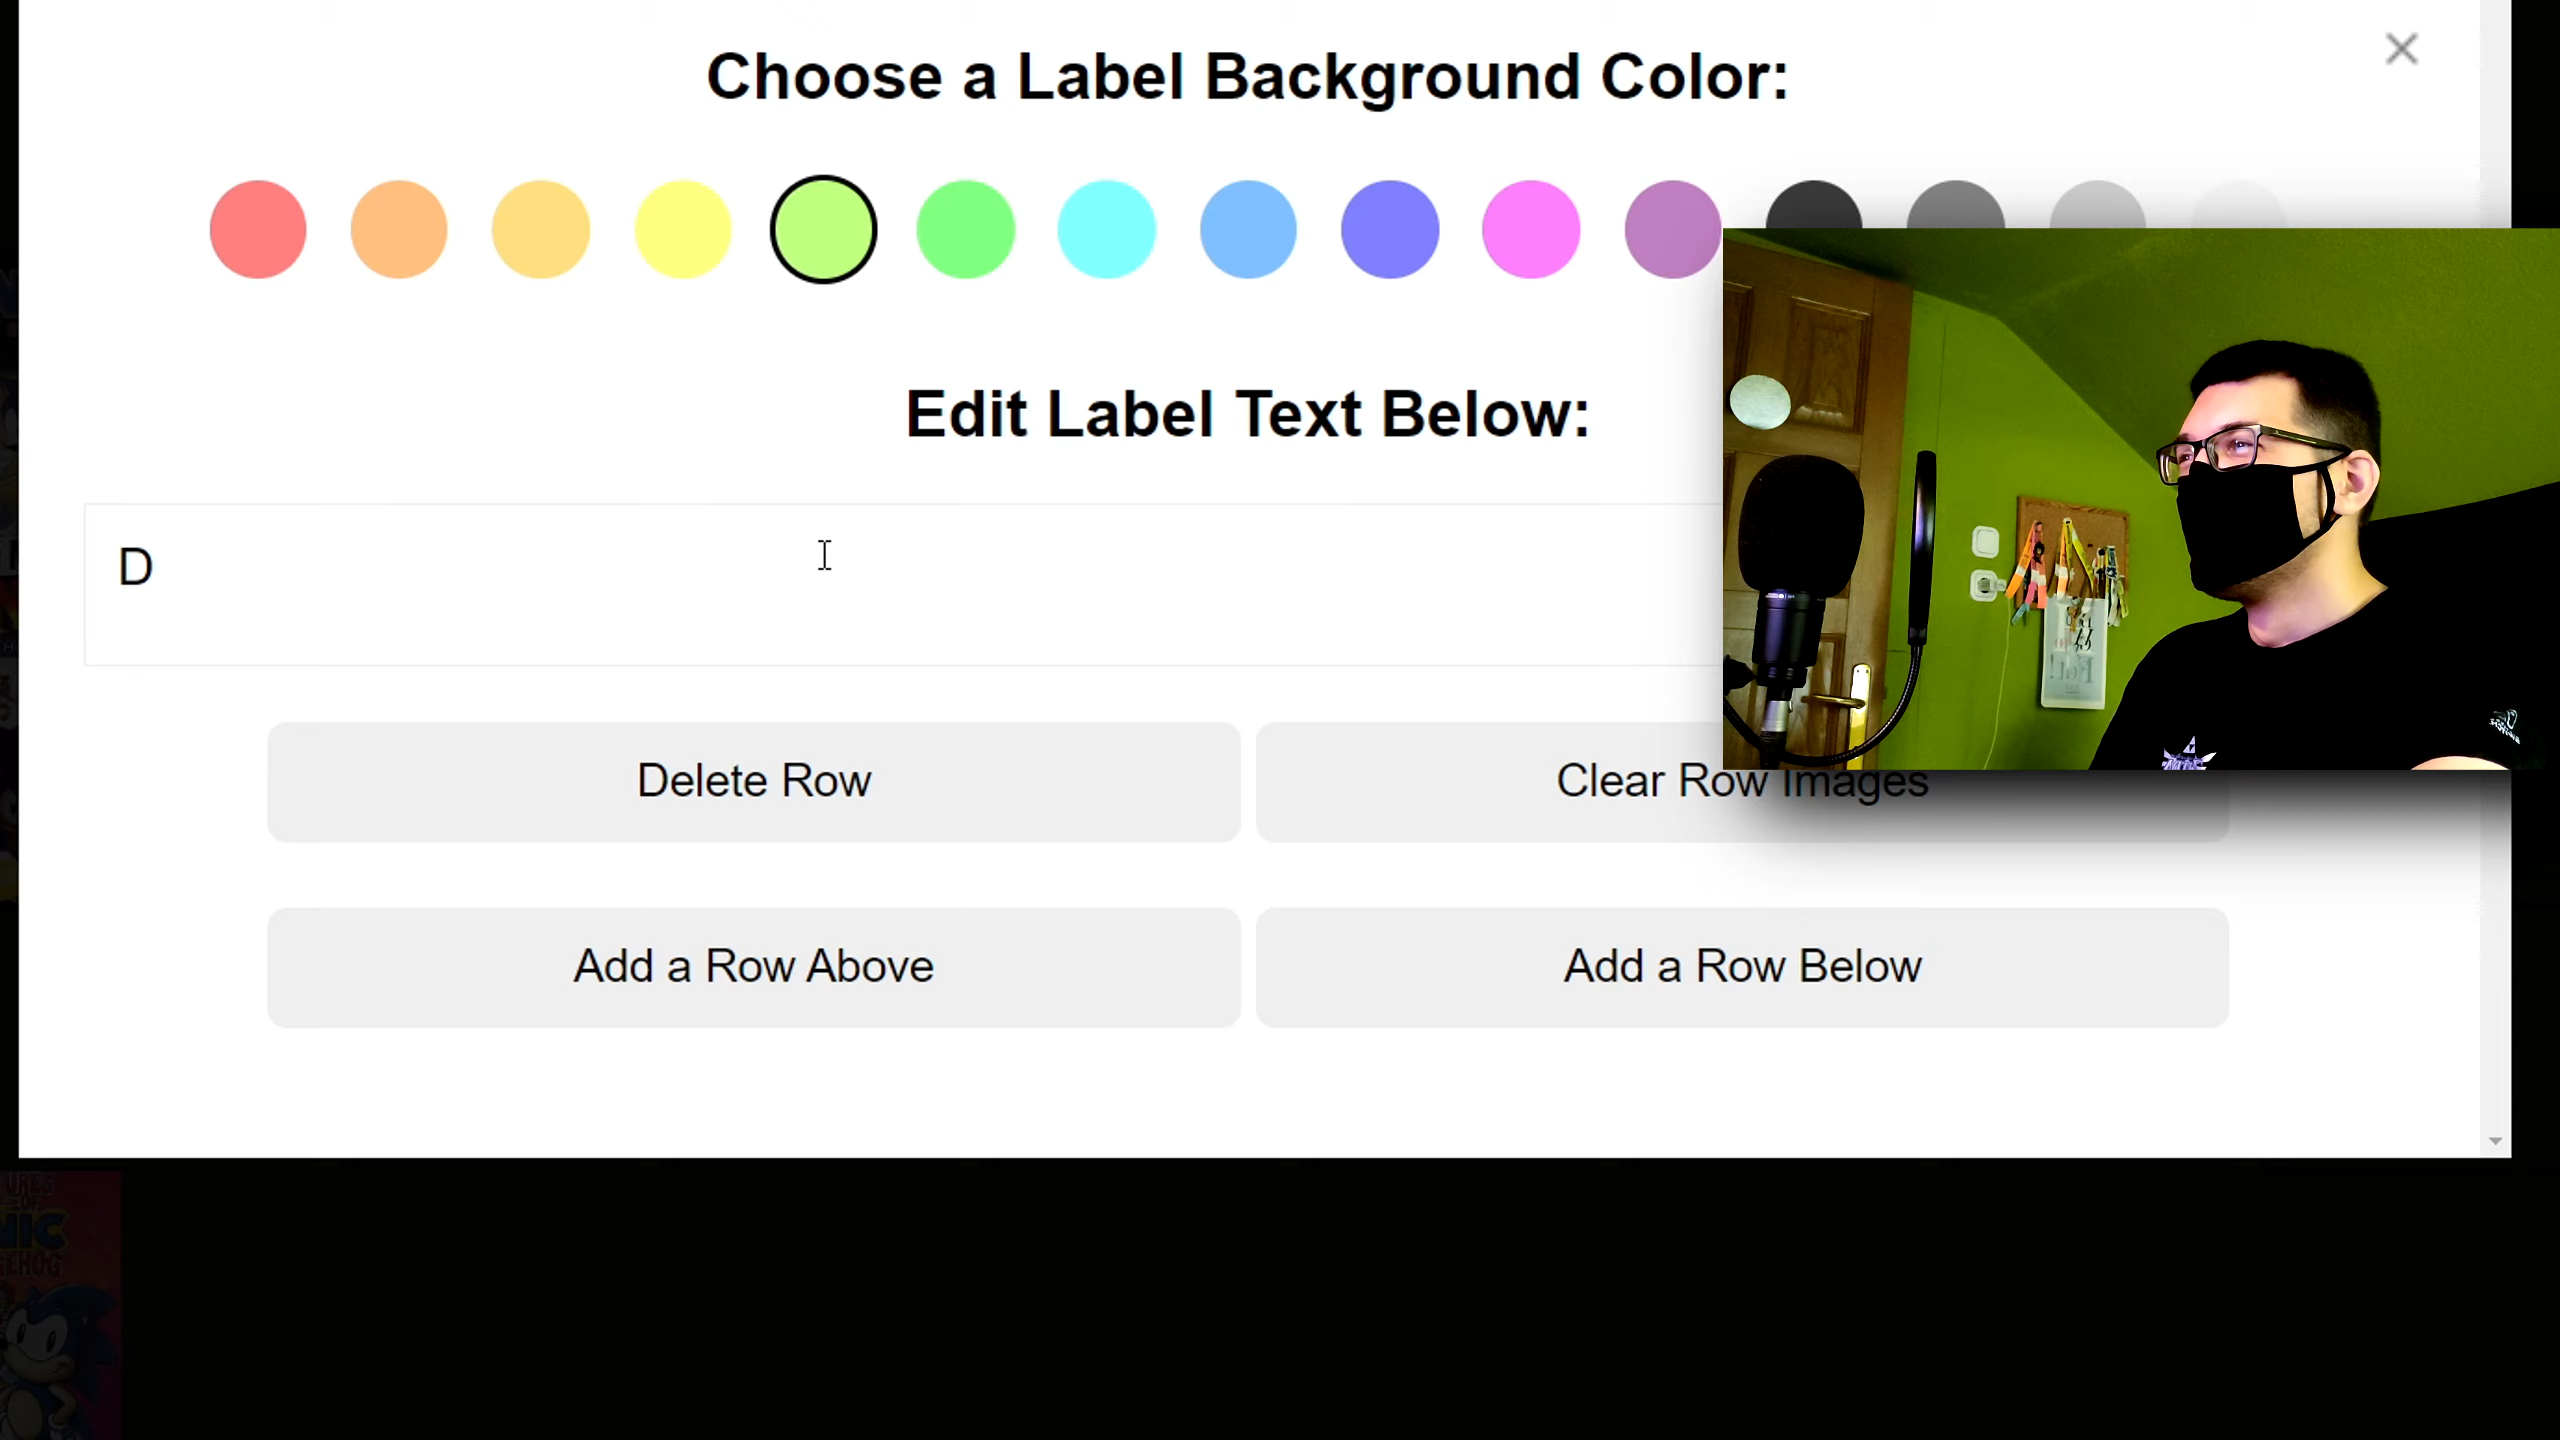 Choose a Label Background Color:
Edit Label Text Below:
D
Delete Row
Clear Row Images
Add a Row Above
Add a Row Below
OF